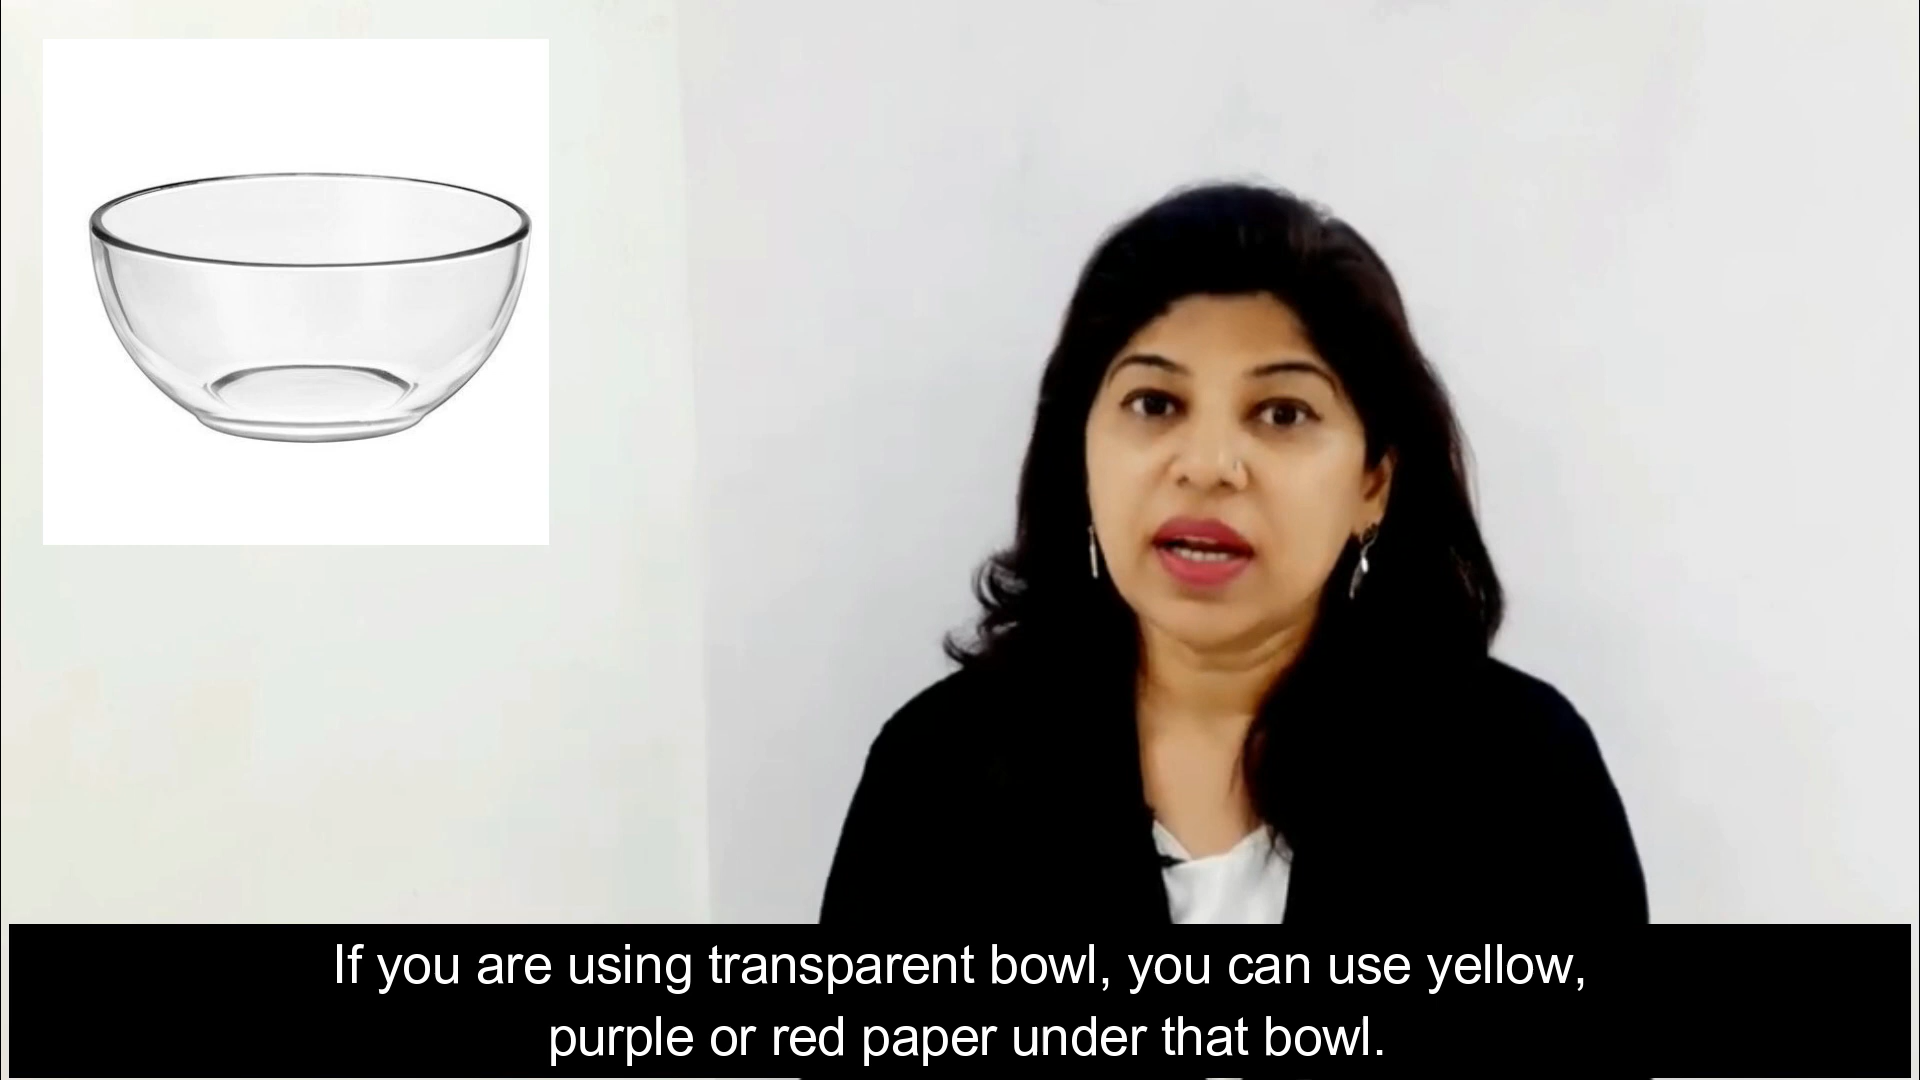 If you are using transparent bowl, you can use yellow,
purple or red paper under that bowl.